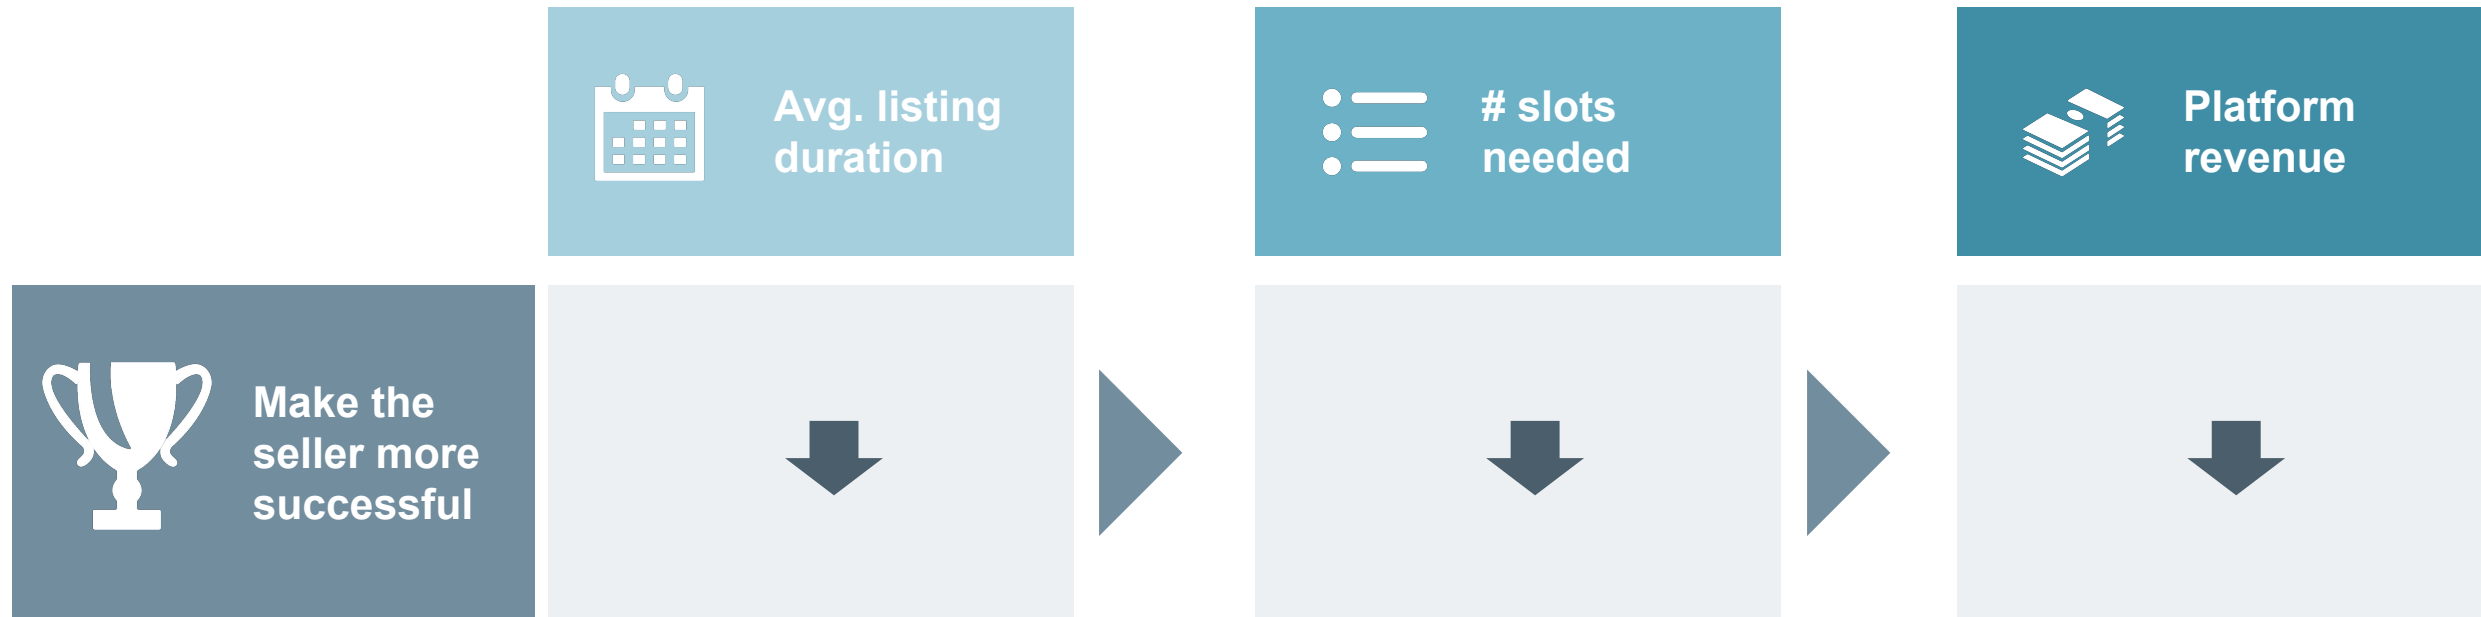 Avg. listing
duration
# slots
needed
Platform
revenue
Make the
seller more
successful